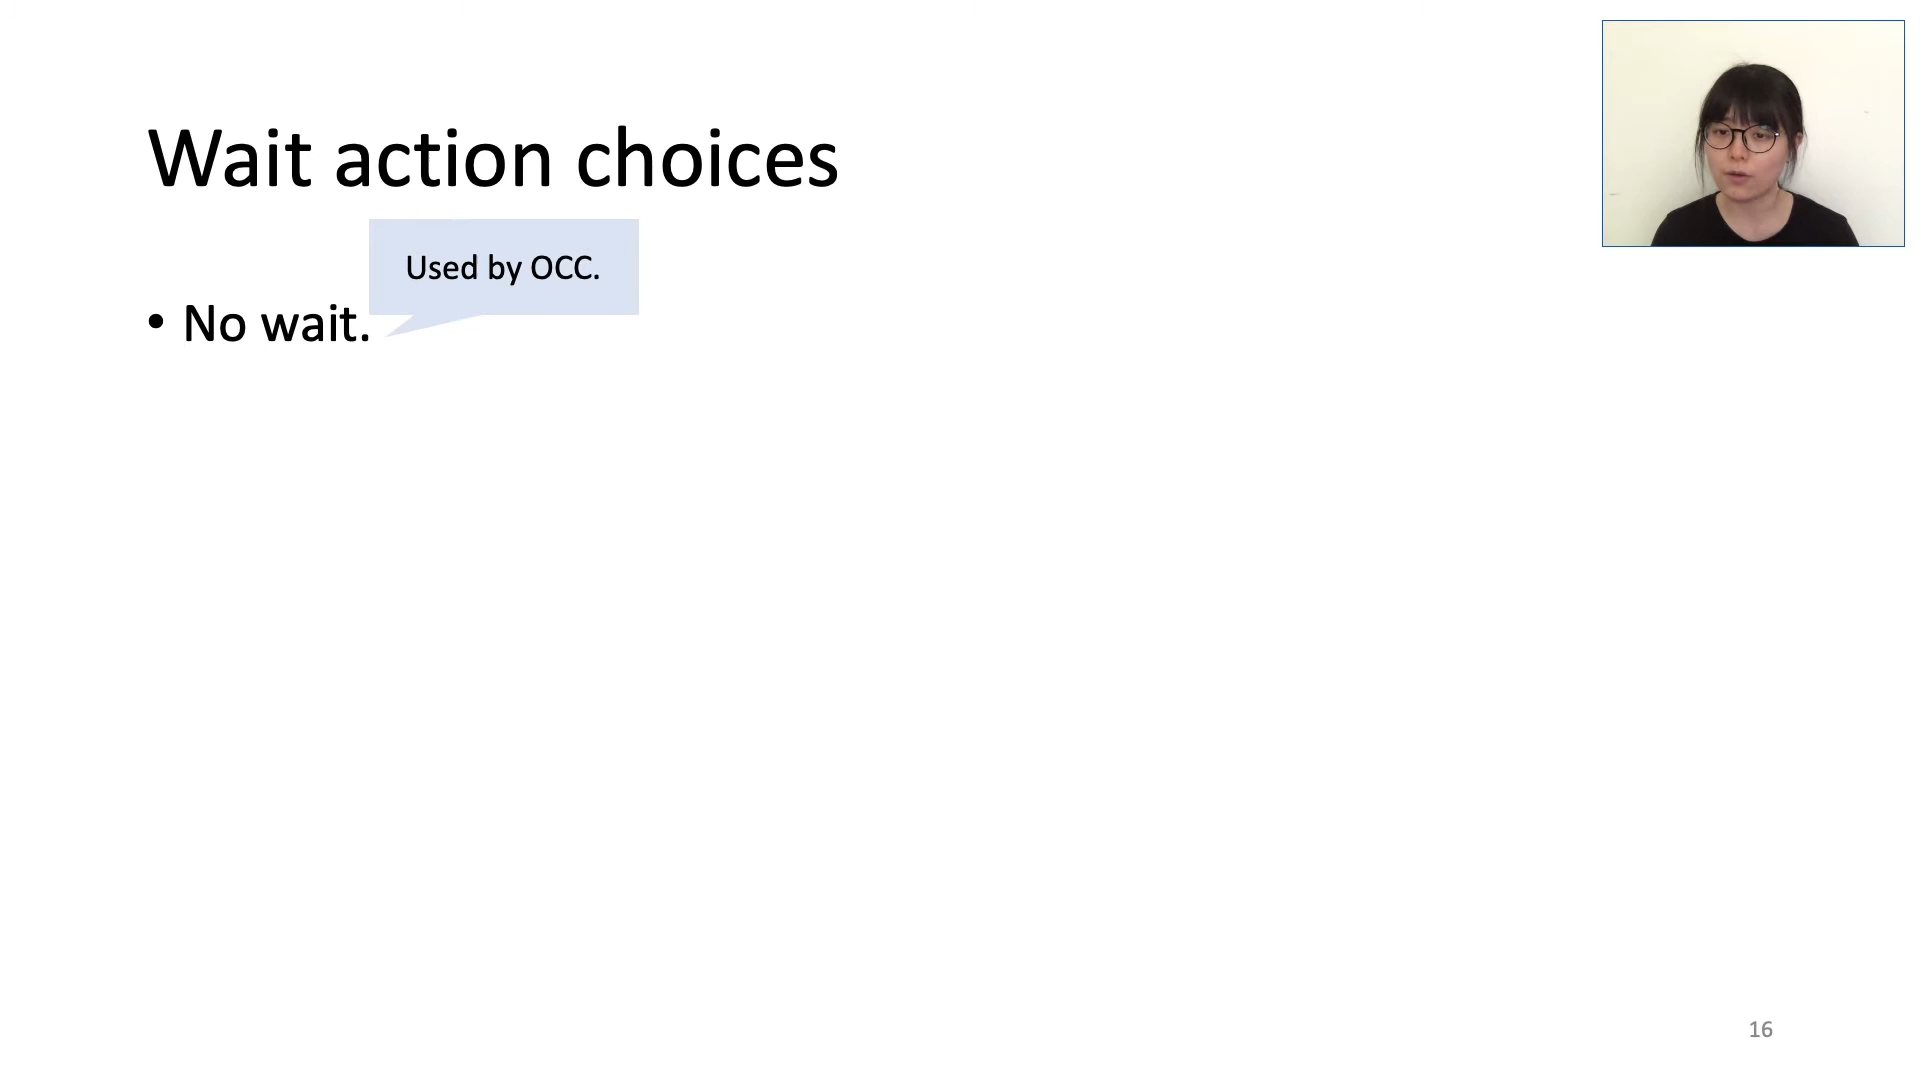 Wait action choices
Used by OCC.
• No wait.
16